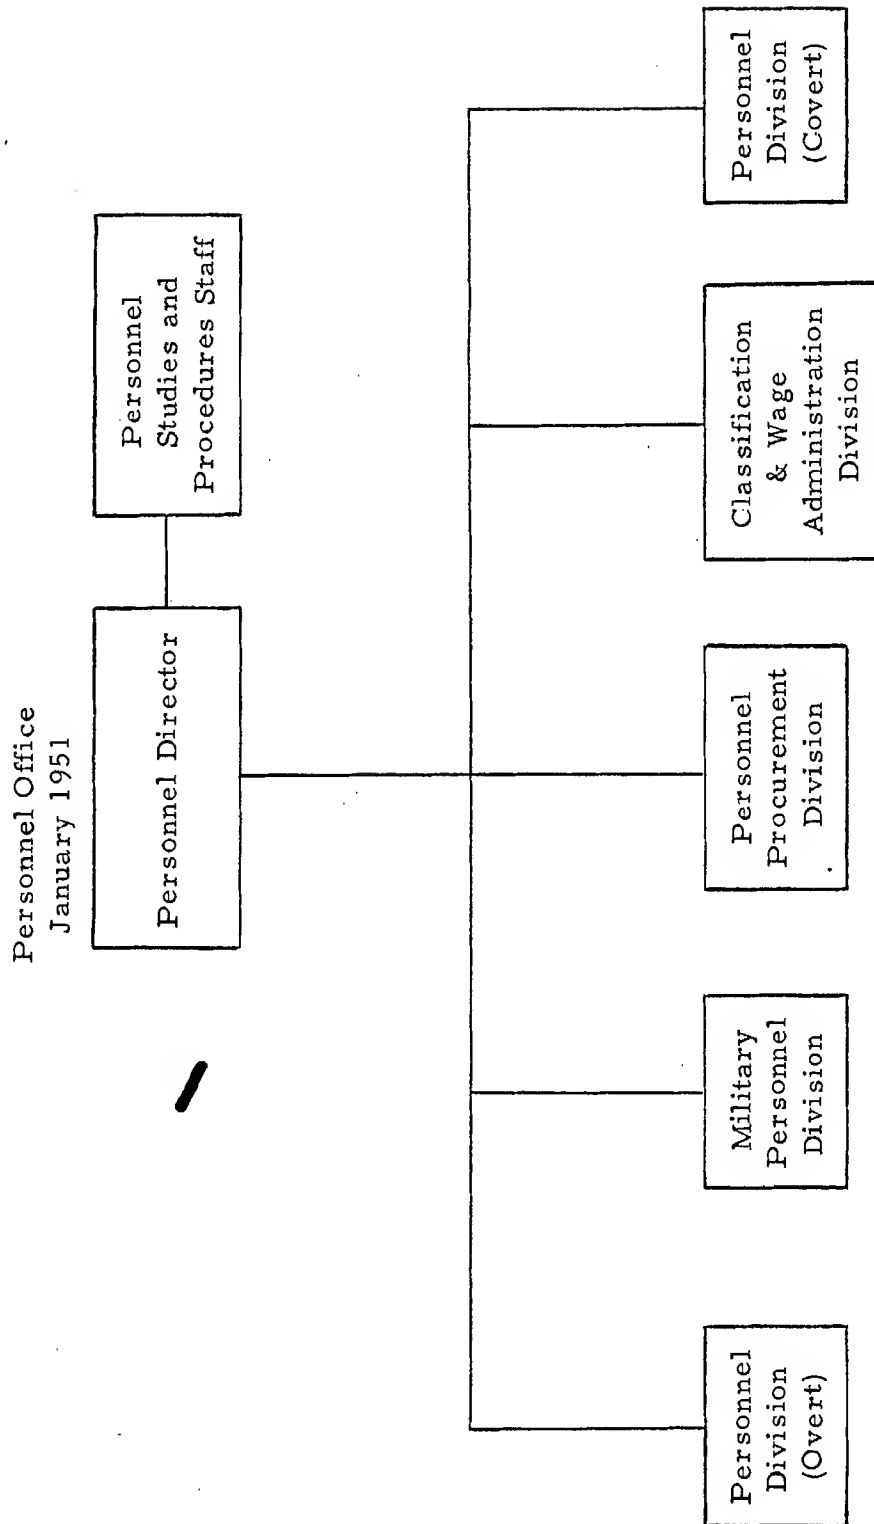 Personnel Office
January 1951
Personnel Director
Personnel
Studies and
Procedures Staff
Personnel
Division
(Overt)
Military
Personnel
Division
Personnel
Procurement
Division
Classification
& Wage
Administration
Division
Personnel
Division
(Covert)